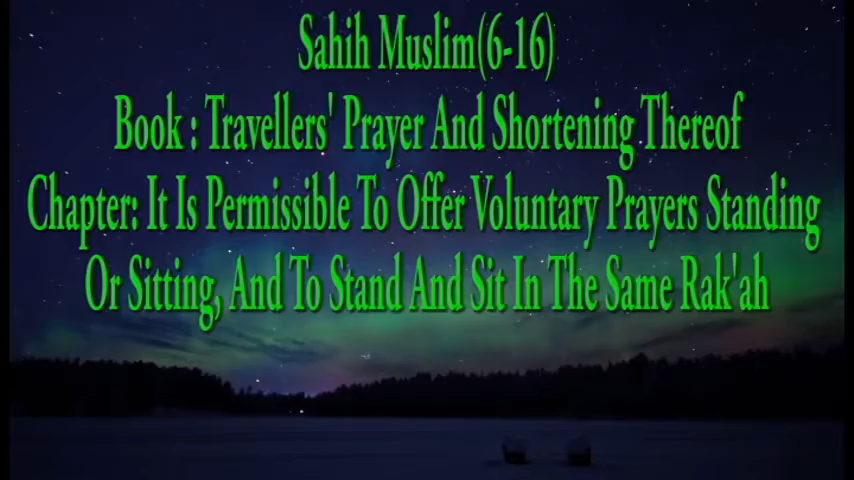 Sahih Muslim(6-16)
Book : Travellers' Prayer And Shortening Thereof
Chapter: It Is Permissible To Offer Voluntary Prayers Standing
Or Sitting, And To Stand And Sit In The Same Rak'ah